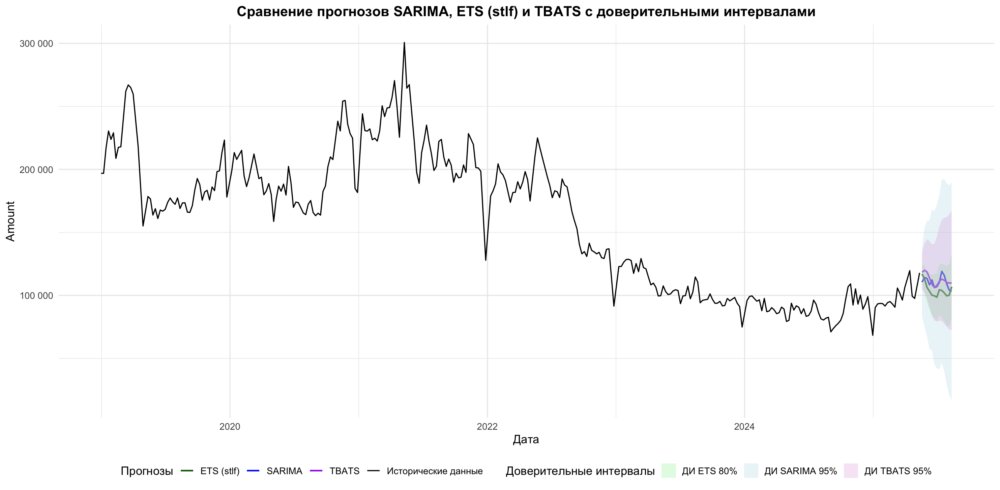 Сравнение прогнозов SARIMA, ETS (stlf) и TBATS с доверительными интервалами
300 000
200 000
100 000
Amount
2020
2022
2024
Дата
Прогнозы ETS (stlf) SARIMA TBATS Исторические данные Доверительные интервалы ДИ ETS 80% ДИ SARIMA 95% ДИ TBATS 95%